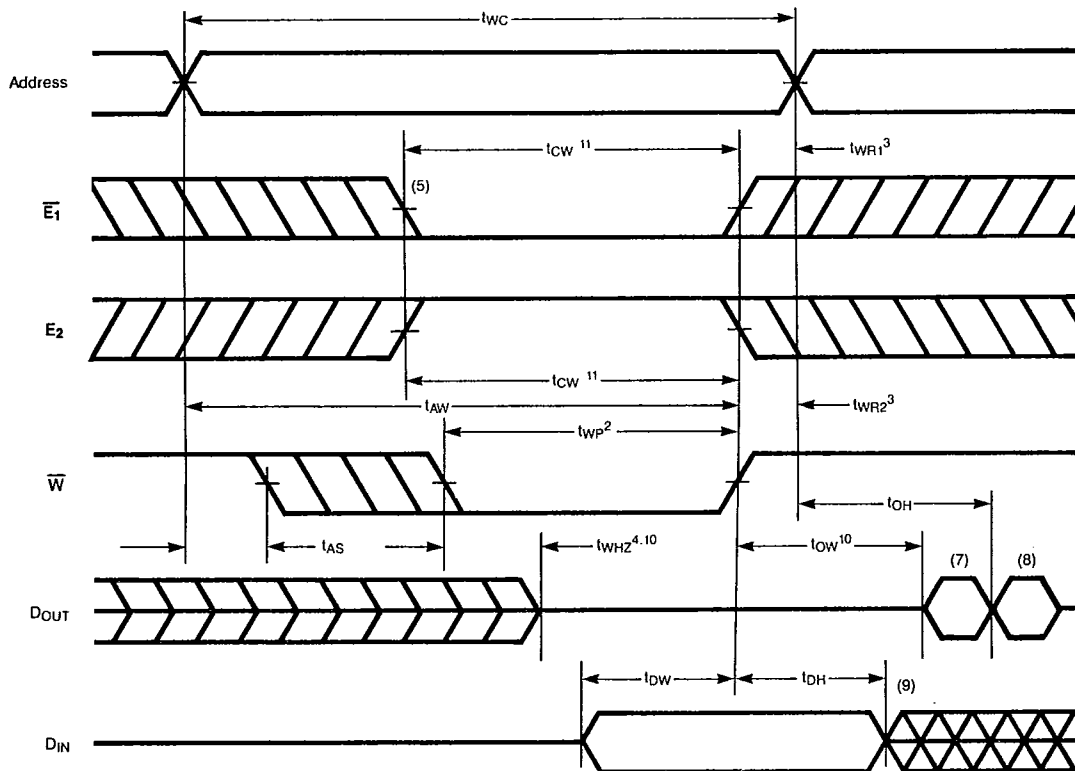 tWC
Address
tCW 11
tWR1 3
(5)
E1
E2
tCW 11
tAW
tWR2 3
tWP 2
W
tOH
tAS
tWHZ 4.10
tOW 10
(7)
(8)
DOUT
tDW
tDH
(9)
DIN